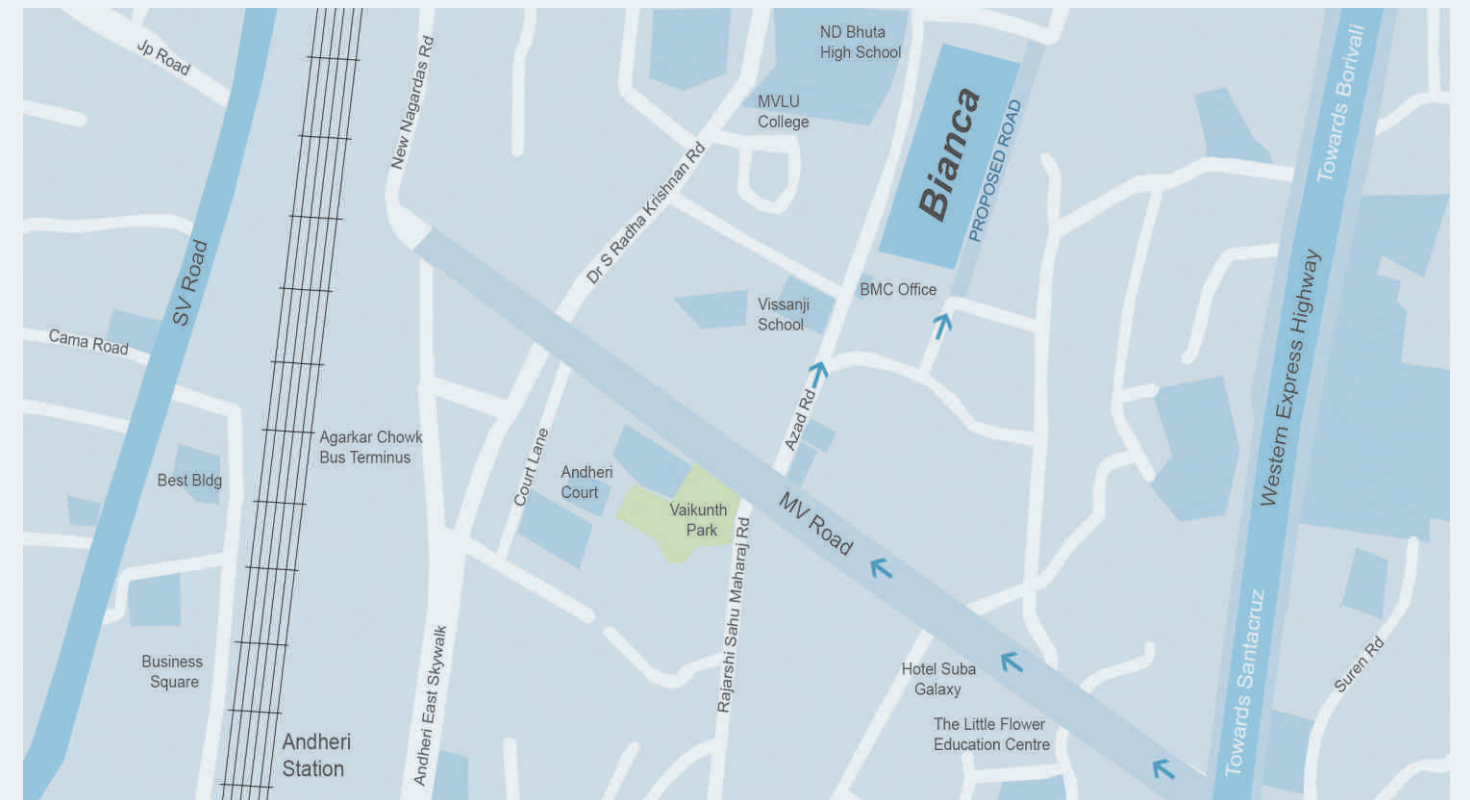 Jp Road
New Nagardas Rd
ND Bhuta
High School
MVLU
College
Bianca
PROPOSED ROAD
Towards Borivali
Dr S Radha Krishnan Rd
SV Road
Cama Road
Vissanji
School
BMC Office
Western Express Highway
Agarkar Chowk
Bus Terminus
Azad Rd
Best Bldg
Court Lane
Andheri
Court
Vaikunth
Park
MV Road
Rajarshi Sahu Maharaj Rd
Andheri East Skywalk
Business
Square
Hotel Suba
Galaxy
Towards Santacruz
Suren Rd
The Little Flower
Education Centre
Andheri
Station